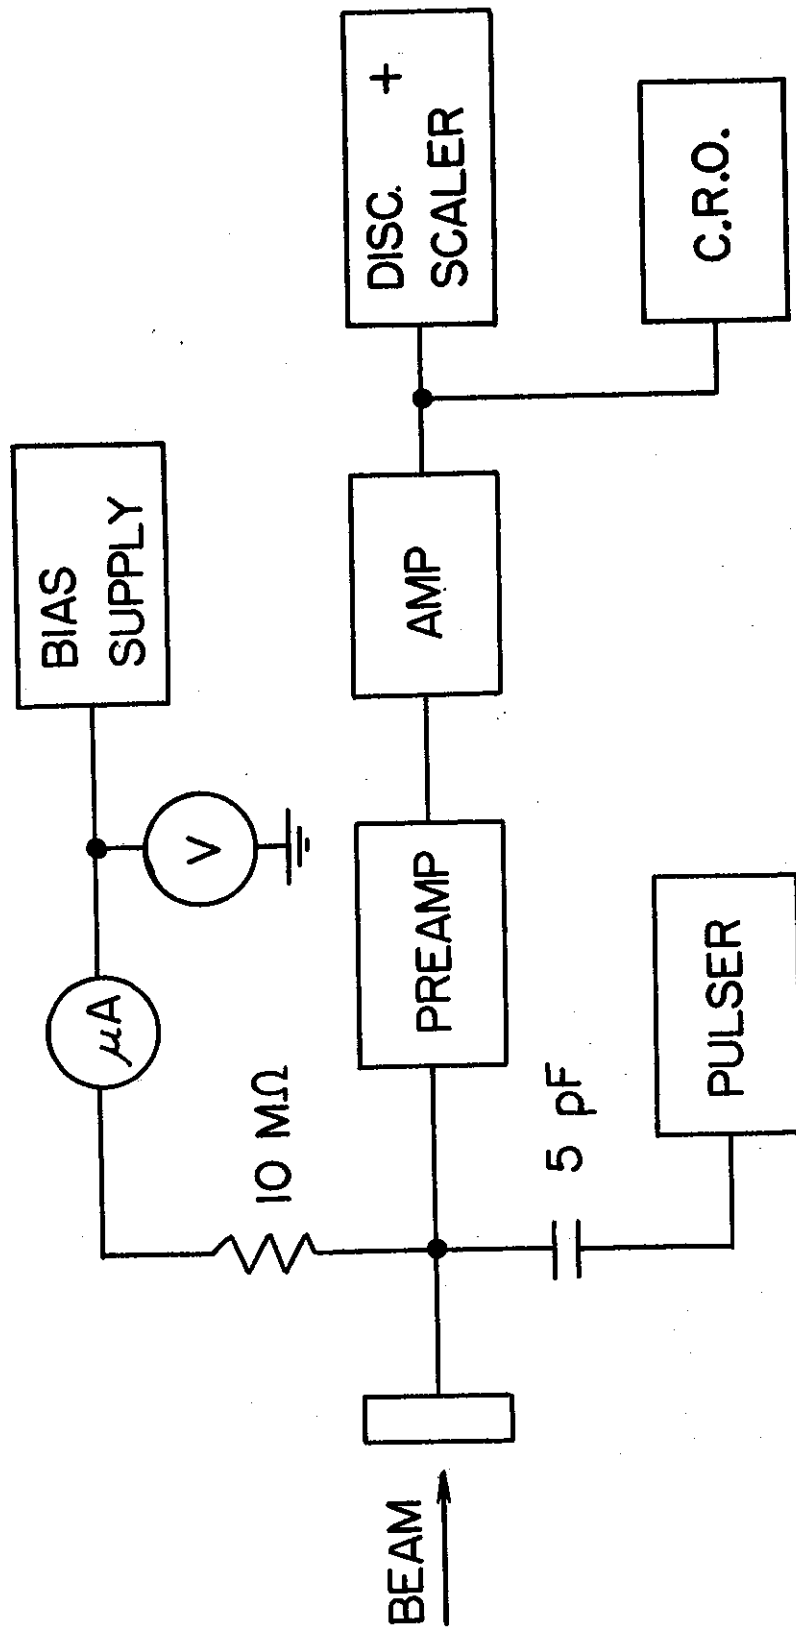 BIAS
SUPPLY
V
μA
10 MΩ
DISC. +
SCALER
AMP
PREAMP
BEAM
5 pF
PULSER
C.R.O.